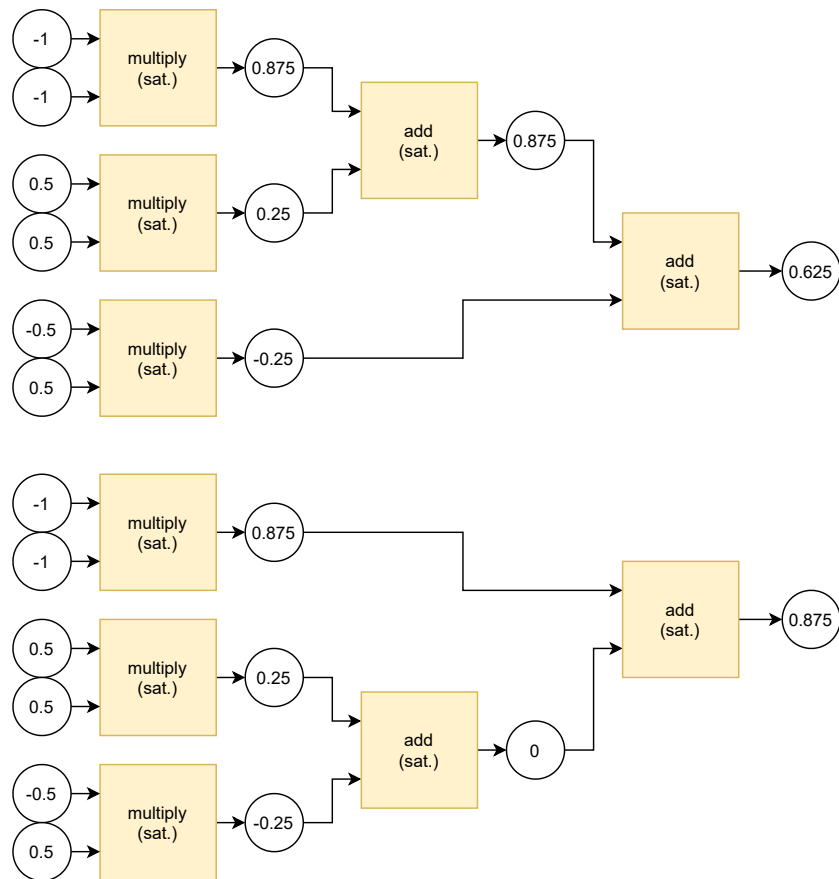 -1
-1
multiply
(sat.)
0.875
0.5
0.5
multiply
(sat.)
0.25
add
(sat.)
0.875
-0.5
0.5
multiply
(sat.)
-0.25
add
(sat.)
0.625
-1
-1
multiply
(sat.)
0.875
0.5
0.5
multiply
(sat.)
0.25
-0.5
0.5
multiply
(sat.)
-0.25
add
(sat.)
0
add
(sat.)
0.875